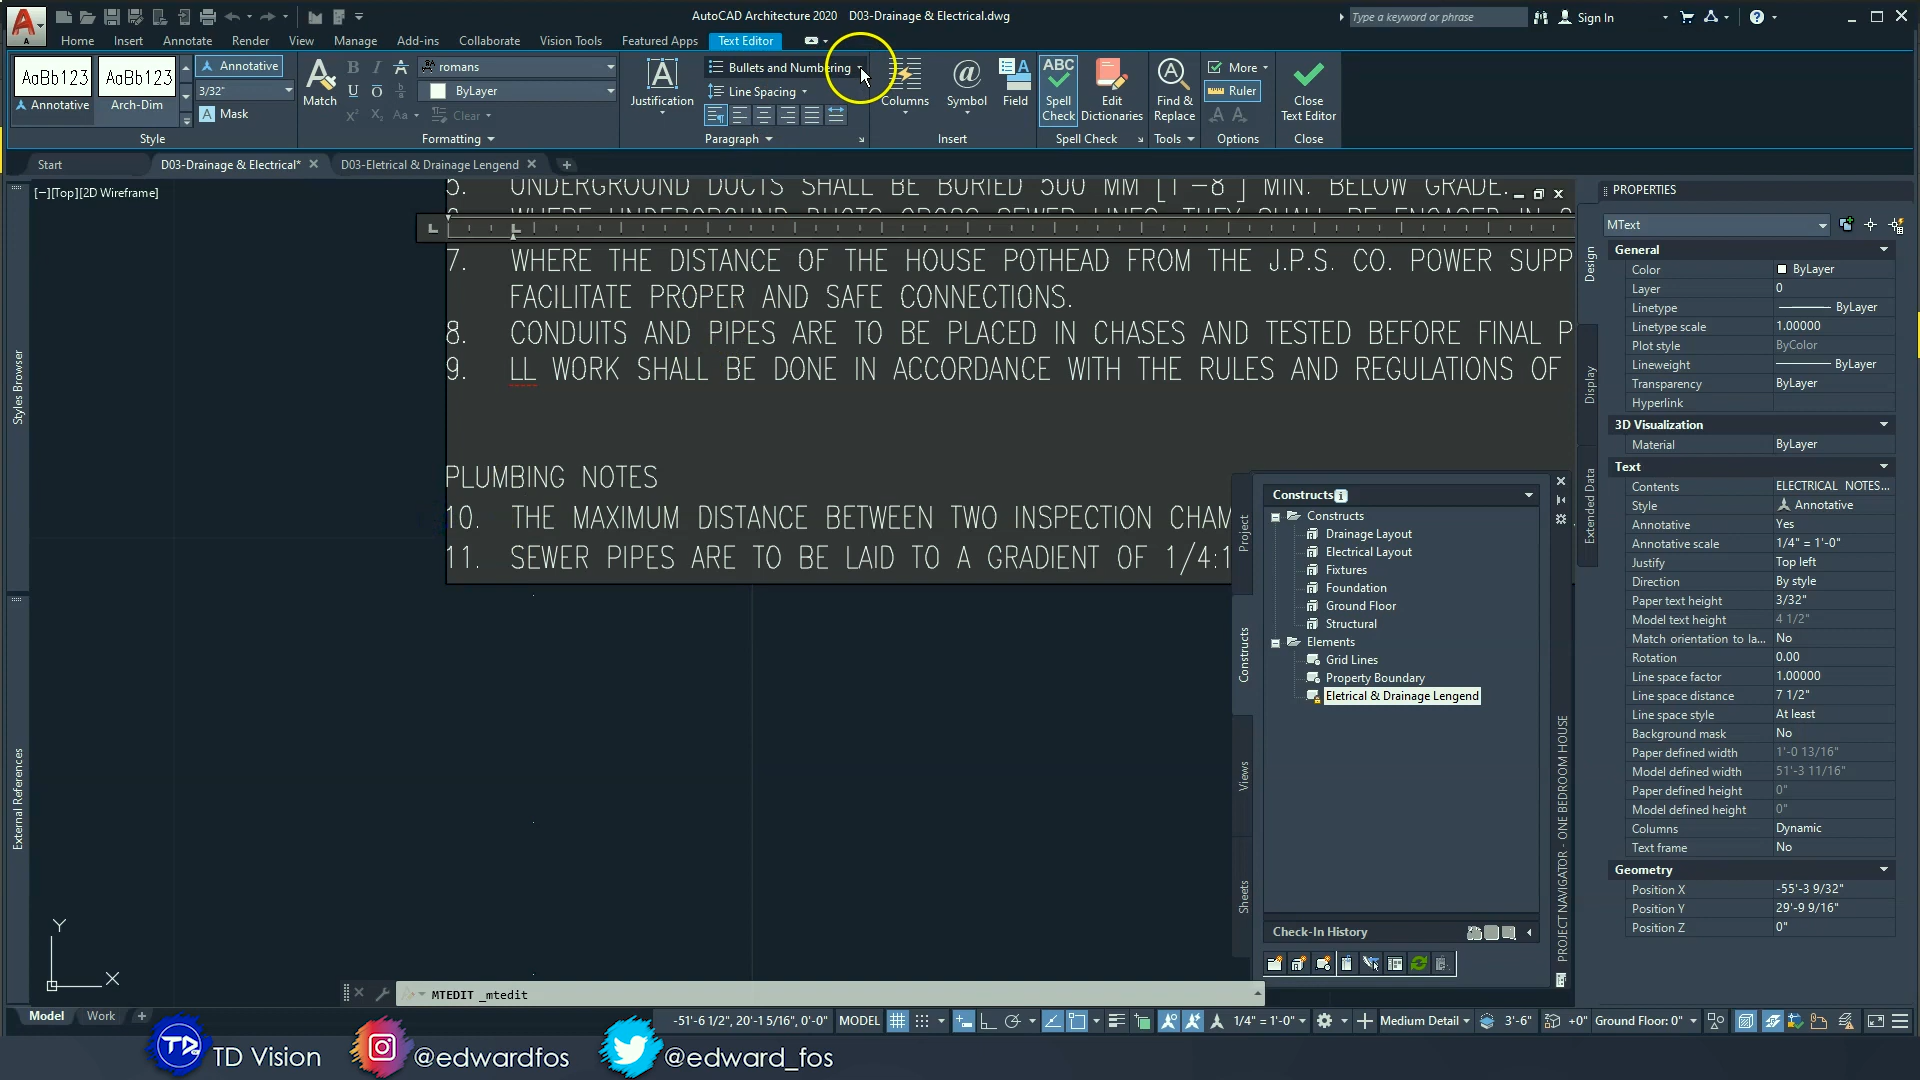 AutoCAD Architecture 2020 D03-Drainage & Electrical.dwg
Type a keyword or phrase
Sign In
Home Insert Annotate Render View Manage Add-ins Collaborate Vision Tools Featured Apps Text Editor
AaBb123 AaBb123
Annotative Arch-Dim
Style
Annotative
3/32"
Mask
Match
romans
ByLayer
Clear
Formatting
Justification
Bullets and Numbering
Line Spacing
Paragraph
Columns
Symbol
Field
Insert
ABC
Spell Check
Edit Dictionaries
Spell Check
Find & Replace
Tools
More
Ruler
Options
Close Text Editor
Close
Start
D03-Drainage & Electrical*
D03-Eletrical & Drainage Lengend
[−][Top][2D Wireframe]
5. UNDERGROUND DUCTS SHALL BE BURIED 500 MM [1'-8"] MIN. BELOW GRADE.
7. WHERE THE DISTANCE OF THE HOUSE POTHEAD FROM THE J.P.S. CO. POWER SUPP
FACILITATE PROPER AND SAFE CONNECTIONS.
8. CONDUITS AND PIPES ARE TO BE PLACED IN CHASES AND TESTED BEFORE FINAL P
9. LL WORK SHALL BE DONE IN ACCORDANCE WITH THE RULES AND REGULATIONS OF
PLUMBING NOTES
10. THE MAXIMUM DISTANCE BETWEEN TWO INSPECTION CHAM
11. SEWER PIPES ARE TO BE LAID TO A GRADIENT OF 1/4:1
Styles Browser
External References
Constructs
Constructs
Drainage Layout
Electrical Layout
Fixtures
Foundation
Ground Floor
Structural
Elements
Grid Lines
Property Boundary
Eletrical & Drainage Lengend
Check-In History
Project
Constructs
Views
Sheets
PROJECT NAVIGATOR - ONE BEDROOM HOUSE
PROPERTIES
Design
Display
Extended Data
MText
General
Color ByLayer
Layer 0
Linetype ByLayer
Linetype scale 1.00000
Plot style ByColor
Lineweight ByLayer
Transparency ByLayer
Hyperlink
3D Visualization
Material ByLayer
Text
Contents ELECTRICAL NOTES...
Style Annotative
Annotative Yes
Annotative scale 1/4" = 1'-0"
Justify Top left
Direction By style
Paper text height 3/32"
Model text height 4 1/2"
Match orientation to la... No
Rotation 0.00
Line space factor 1.00000
Line space distance 7 1/2"
Line space style At least
Background mask No
Paper defined width 1'-0 13/16"
Model defined width 51'-3 11/16"
Paper defined height 0"
Model defined height 0"
Columns Dynamic
Text frame No
Geometry
Position X -55'-3 9/32"
Position Y 29'-9 9/16"
Position Z 0"
Y
X
MTEDIT _mtedit
Model Work
-51'-6 1/2", 20'-1 5/16", 0'-0" MODEL 1/4" = 1'-0" Medium Detail 3'-6" +0" Ground Floor: 0"
TD Vision @edwardfos @edward_fos